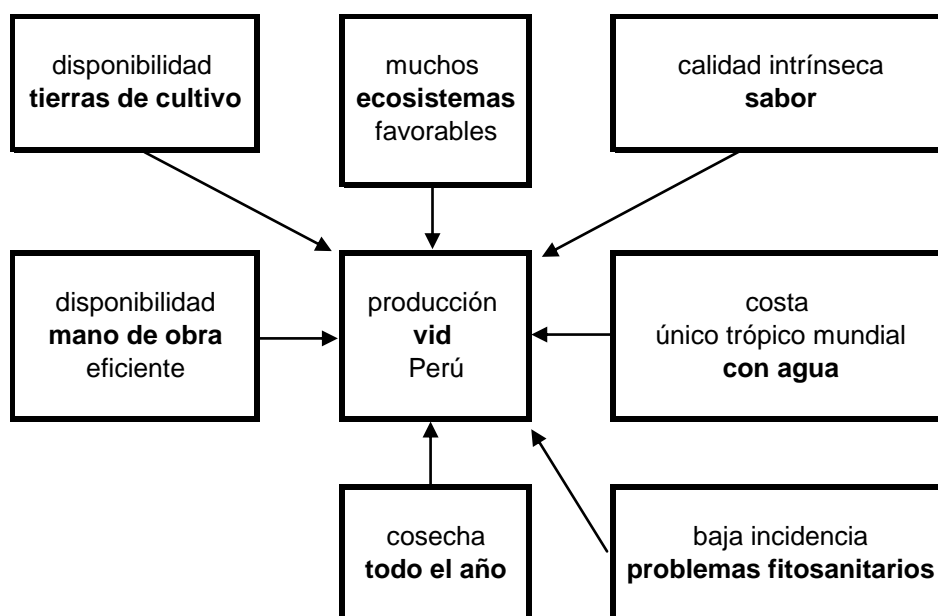 disponibilidad
tierras de cultivo
muchos
ecosistemas
favorables
calidad intrínseca
sabor
disponibilidad
mano de obra
eficiente
producción
vid
Perú
costa
único trópico mundial
con agua
cosecha
todo el año
baja incidencia
problemas fitosanitarios